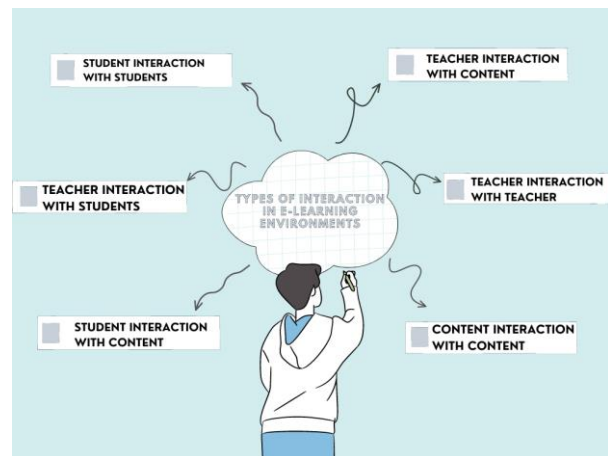 STUDENT INTERACTION
WITH STUDENTS
TEACHER INTERACTION
WITH CONTENT
TEACHER INTERACTION
WITH STUDENTS
TYPES OF INTERACTION
IN E-LEARNING
ENVIRONMENTS
TEACHER INTERACTION
WITH TEACHER
STUDENT INTERACTION
WITH CONTENT
CONTENT INTERACTION
WITH CONTENT